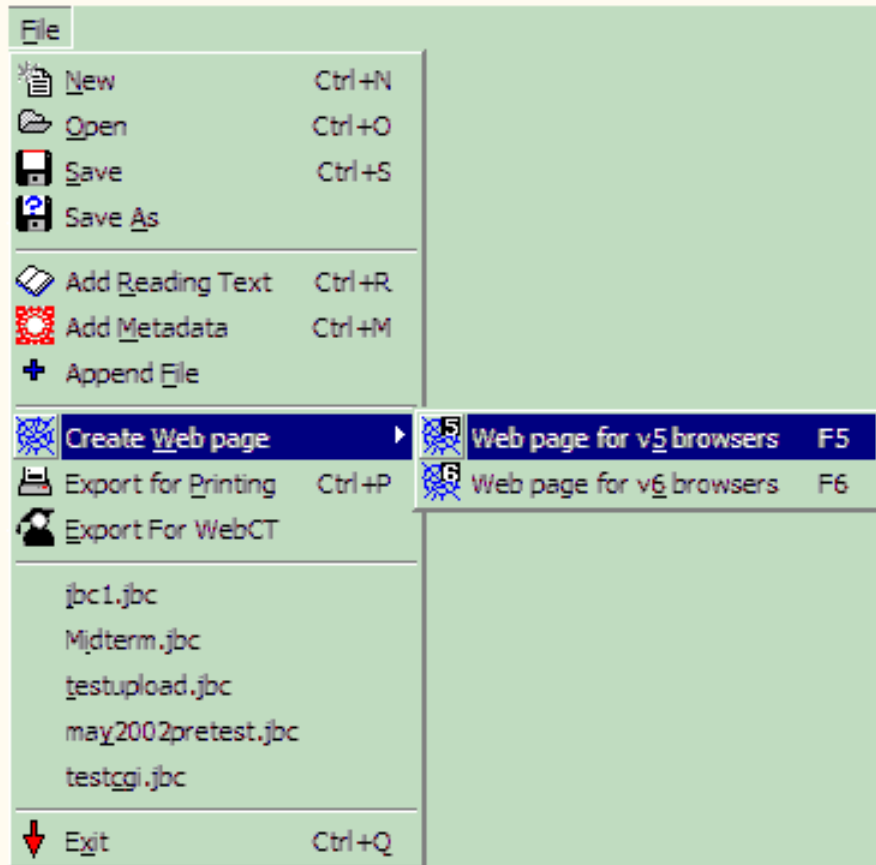 File
New Ctrl+N
Open Ctrl+O
Save Ctrl+S
Save As
Add Reading Text Ctrl+R
Add Metadata Ctrl+M
Append File
Create Web page
Web page for v5 browsers F5
Export for Printing Ctrl+P
Web page for v6 browsers F6
Export For WebCT
jbc1.jbc
Midterm.jbc
testupload.jbc
may2002pretest.jbc
testcgi.jbc
Exit Ctrl+Q